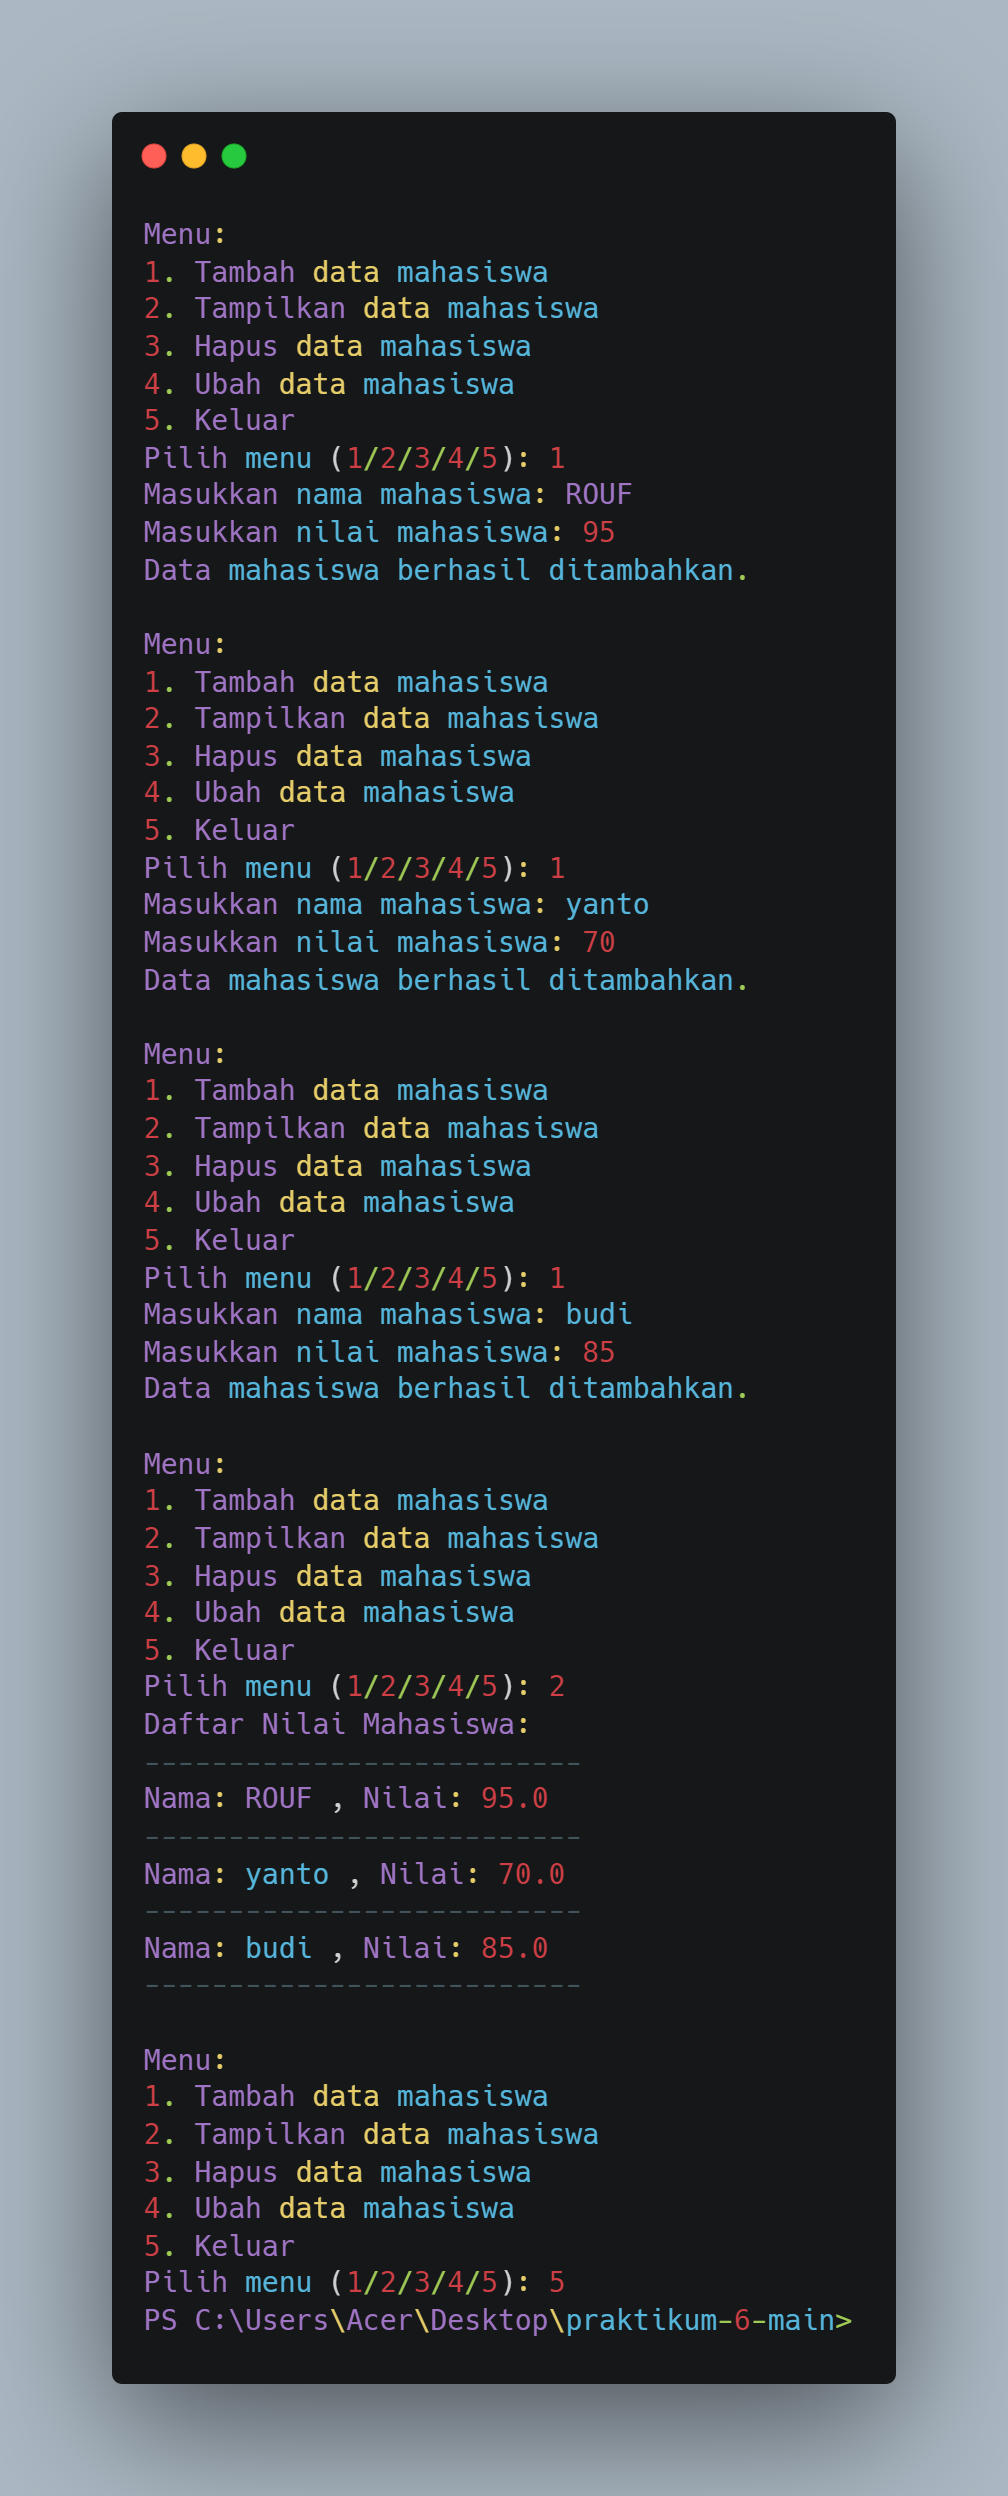 Menu:
1. Tambah data mahasiswa
2. Tampilkan data mahasiswa
3. Hapus data mahasiswa
4. Ubah data mahasiswa
5. Keluar
Pilih menu (1/2/3/4/5): 1
Masukkan nama mahasiswa: ROUF
Masukkan nilai mahasiswa: 95
Data mahasiswa berhasil ditambahkan.

Menu:
1. Tambah data mahasiswa
2. Tampilkan data mahasiswa
3. Hapus data mahasiswa
4. Ubah data mahasiswa
5. Keluar
Pilih menu (1/2/3/4/5): 1
Masukkan nama mahasiswa: yanto
Masukkan nilai mahasiswa: 70
Data mahasiswa berhasil ditambahkan.

Menu:
1. Tambah data mahasiswa
2. Tampilkan data mahasiswa
3. Hapus data mahasiswa
4. Ubah data mahasiswa
5. Keluar
Pilih menu (1/2/3/4/5): 1
Masukkan nama mahasiswa: budi
Masukkan nilai mahasiswa: 85
Data mahasiswa berhasil ditambahkan.

Menu:
1. Tambah data mahasiswa
2. Tampilkan data mahasiswa
3. Hapus data mahasiswa
4. Ubah data mahasiswa
5. Keluar
Pilih menu (1/2/3/4/5): 2
Daftar Nilai Mahasiswa:
--------------------------
Nama: ROUF , Nilai: 95.0
--------------------------
Nama: yanto , Nilai: 70.0
--------------------------
Nama: budi , Nilai: 85.0
--------------------------

Menu:
1. Tambah data mahasiswa
2. Tampilkan data mahasiswa
3. Hapus data mahasiswa
4. Ubah data mahasiswa
5. Keluar
Pilih menu (1/2/3/4/5): 5
PS C:\Users\Acer\Desktop\praktikum-6-main>